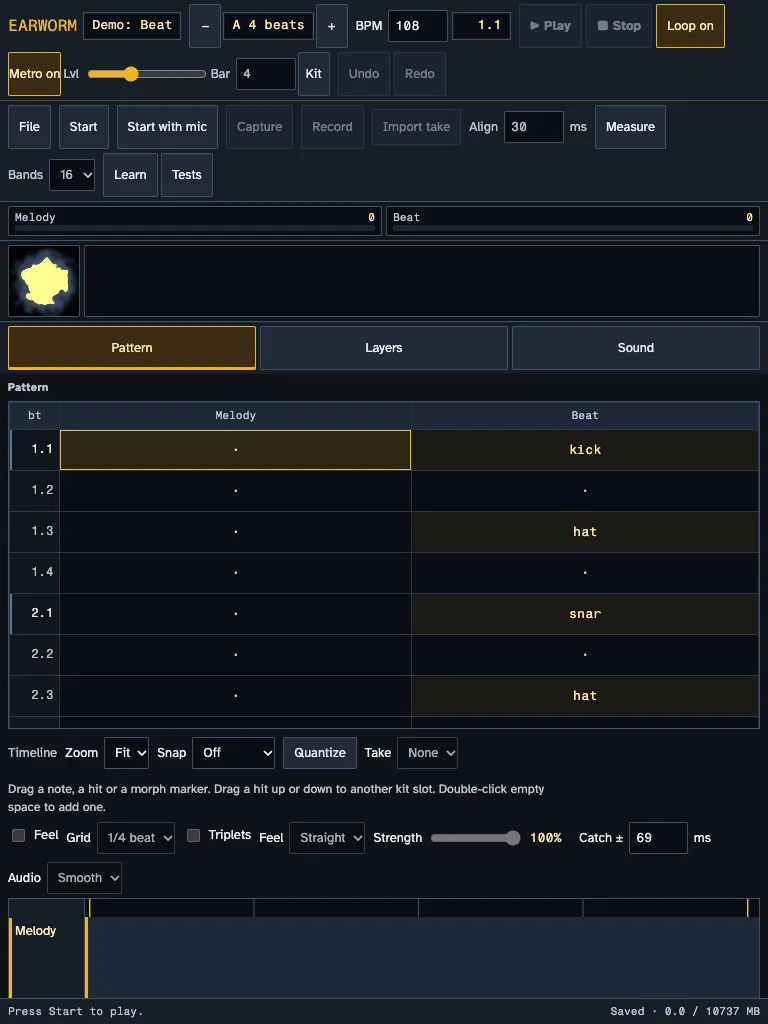 EARWORM Demo: Beat − A 4 beats + BPM 108 1.1 ▶ Play ■ Stop Loop on
Metro on Lvl Bar 4 Kit Undo Redo
File Start Start with mic Capture Record Import take Align 30 ms Measure
Bands 16 Learn Tests
Melody 0 Beat 0
Pattern Layers Sound
Pattern
bt Melody Beat
1.1 · kick
1.2 · ·
1.3 · hat
1.4 · ·
2.1 · snar
2.2 · ·
2.3 · hat
Timeline Zoom Fit Snap Off Quantize Take None
Drag a note, a hit or a morph marker. Drag a hit up or down to another kit slot. Double-click empty
space to add one.
Feel Grid 1/4 beat Triplets Feel Straight Strength 100% Catch ± 69 ms
Audio Smooth
Melody
Press Start to play. Saved · 0.0 / 10737 MB